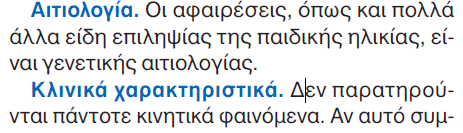 Αιτιολογία. Οι αφαιρέσεις, όπως και πολλά
άλλα είδη επιληψίας της παιδικής ηλικίας, εί-
ναι γενετικής αιτιολογίας.
Κλινικά χαρακτηριστικά. Δεν παρατηρού-
νται πάντοτε κινητικά φαινόμενα. Αν αυτό συμ-